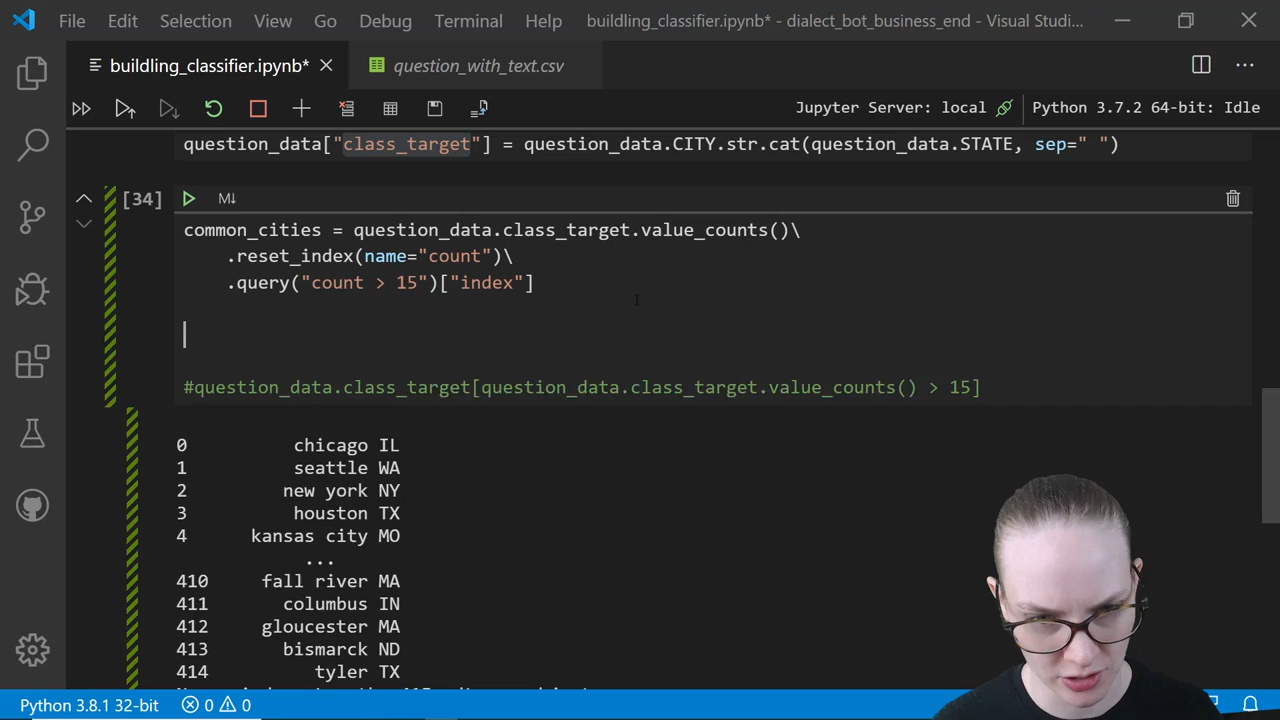 File Edit Selection View Go Debug Terminal Help buildling_classifier.ipynb* - dialect_bot_business_end - Visual Studi...
buildling_classifier.ipynb* question_with_text.csv
Jupyter Server: local Python 3.7.2 64-bit: Idle
question_data["class_target"] = question_data.CITY.str.cat(question_data.STATE, sep=" ")
[34] M↓
common_cities = question_data.class_target.value_counts()\
.reset_index(name="count")\
.query("count > 15")["index"]
#question_data.class_target[question_data.class_target.value_counts() > 15]
0 chicago IL
1 seattle WA
2 new york NY
3 houston TX
4 kansas city MO
...
410 fall river MA
411 columbus IN
412 gloucester MA
413 bismarck ND
414 tyler TX
Python 3.8.1 32-bit 0 0